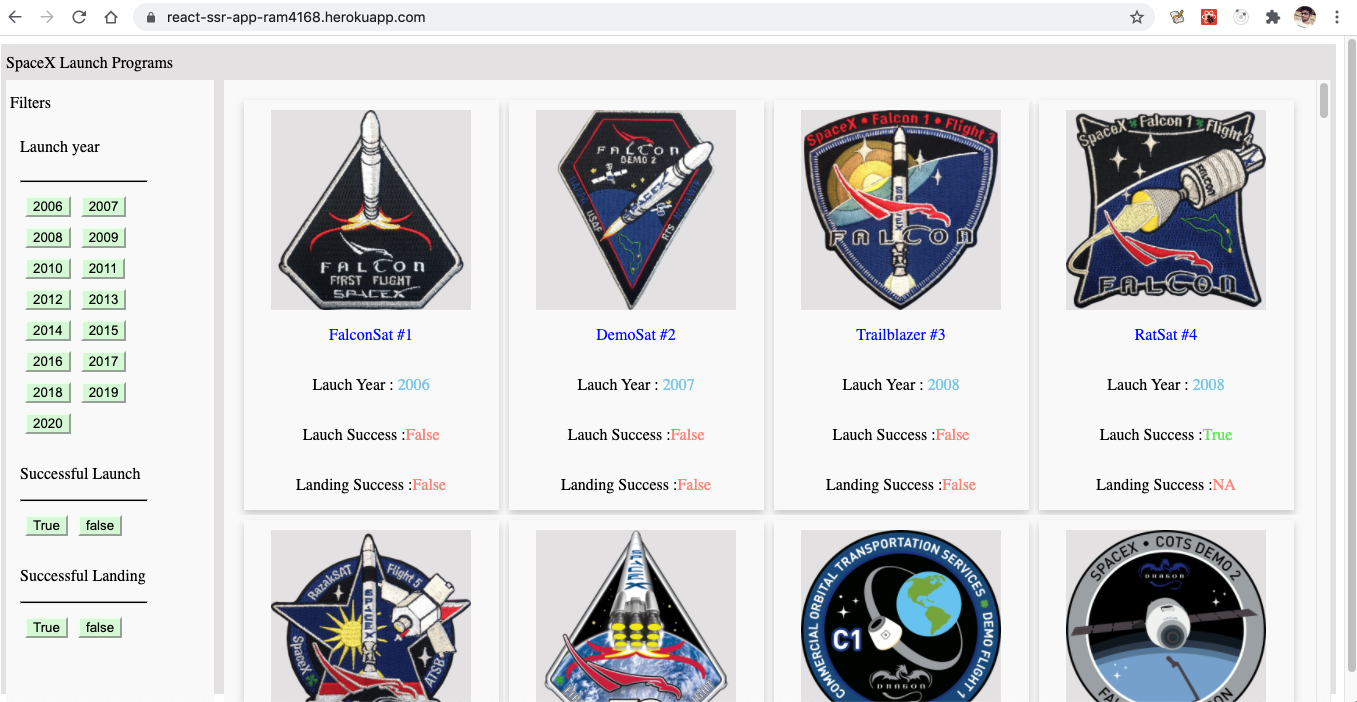 react-ssr-app-ram4168.herokuapp.com
SpaceX Launch Programs
Filters
Launch year
2006 2007
2008 2009
2010 2011
2012 2013
2014 2015
2016 2017
2018 2019
2020
Successful Launch
True false
Successful Landing
True false
FALCON
FIRST FLIGHT
SPACEX
FalconSat #1
Lauch Year : 2006
Lauch Success :False
Landing Success :False
FALCON
DEMO 2
SPACEX
USAF
RTS
DemoSat #2
Lauch Year : 2007
Lauch Success :False
Landing Success :False
SpaceX • Falcon 1 • Flight 3
SPACEX
FALCON
Trailblazer #3
Lauch Year : 2008
Lauch Success :False
Landing Success :False
SpaceX Falcon 1 Flight 4
FALCON
FALCON
RatSat #4
Lauch Year : 2008
Lauch Success :True
Landing Success :NA
RazakSAT Flight 5
SPACEX
SpaceX
ATSB
SPACEX
COMMERCIAL ORBITAL TRANSPORTATION SERVICES DEMO FLIGHT 1
C1
DRAGON
SPACEX • COTS DEMO 2
DRAGON